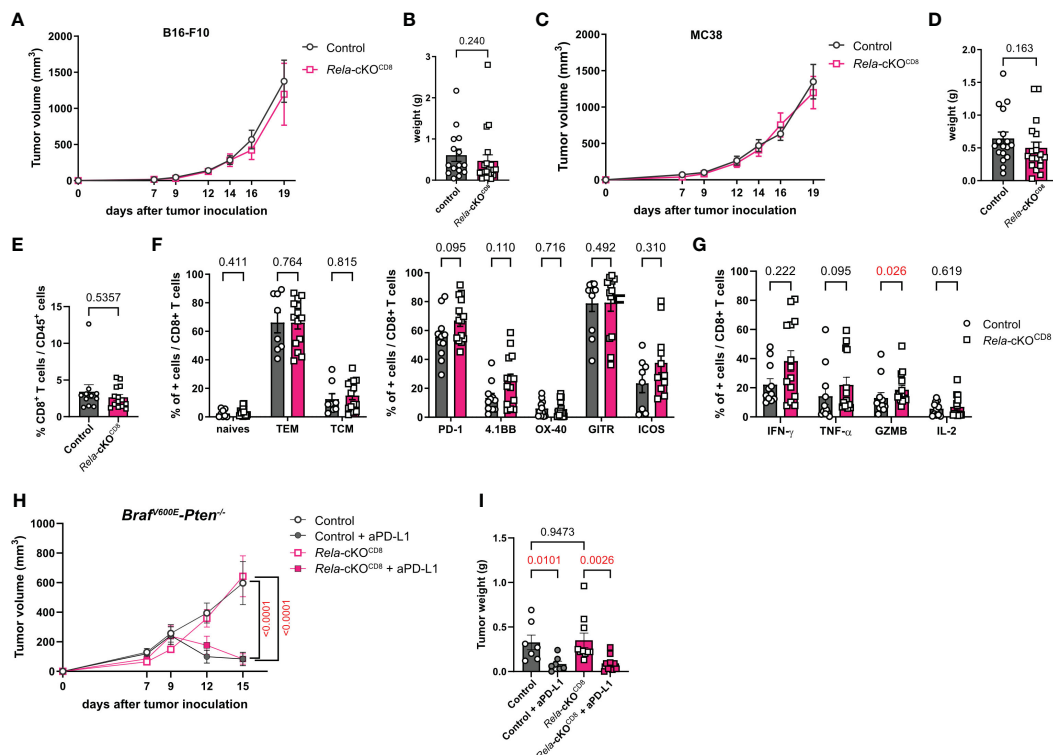 A
B16-F10
Tumor volume (mm³)
2000
1500
1000
500
0
0 7 9 12 14 16 19
days after tumor inoculation
Control
Rela-cKO^CD8
B
0.240
weight (g)
3
2
1
0
Control
Rela-cKO^CD8
C
MC38
Tumor volume (mm³)
2000
1500
1000
500
0
0 7 9 12 14 16 19
days after tumor inoculation
Control
Rela-cKO^CD8
D
0.163
weight (g)
2.0
1.5
1.0
0.5
0.0
Control
Rela-cKO^CD8
E
0.5357
% CD8⁺ T cells / CD45⁺ cells
15
10
5
0
Control
Rela-cKO^CD8
F
0.411 0.764 0.815
% of + cells / CD8+ T cells
100
80
60
40
20
0
naives TEM TCM
0.095 0.110 0.716 0.492 0.310
% of + cells / CD8+ T cells
100
80
60
40
20
0
PD-1 4.1BB OX-40 GITR ICOS
G
0.222 0.095 0.026 0.619
% of + cells / CD8+ T cells
100
80
60
40
20
0
IFN-γ TNF-α GZMB IL-2
Control
Rela-cKO^CD8
H
Braf^V600E-Pten^-/-
Tumor volume (mm³)
1000
800
600
400
200
0
0 7 9 12 15
days after tumor inoculation
<0.0001
<0.0001
Control
Control + aPD-L1
Rela-cKO^CD8
Rela-cKO^CD8 + aPD-L1
I
0.9473
0.0101 0.0026
Tumor weight (g)
1.5
1.0
0.5
0.0
Control
Control + aPD-L1
Rela-cKO^CD8
Rela-cKO^CD8 + aPD-L1